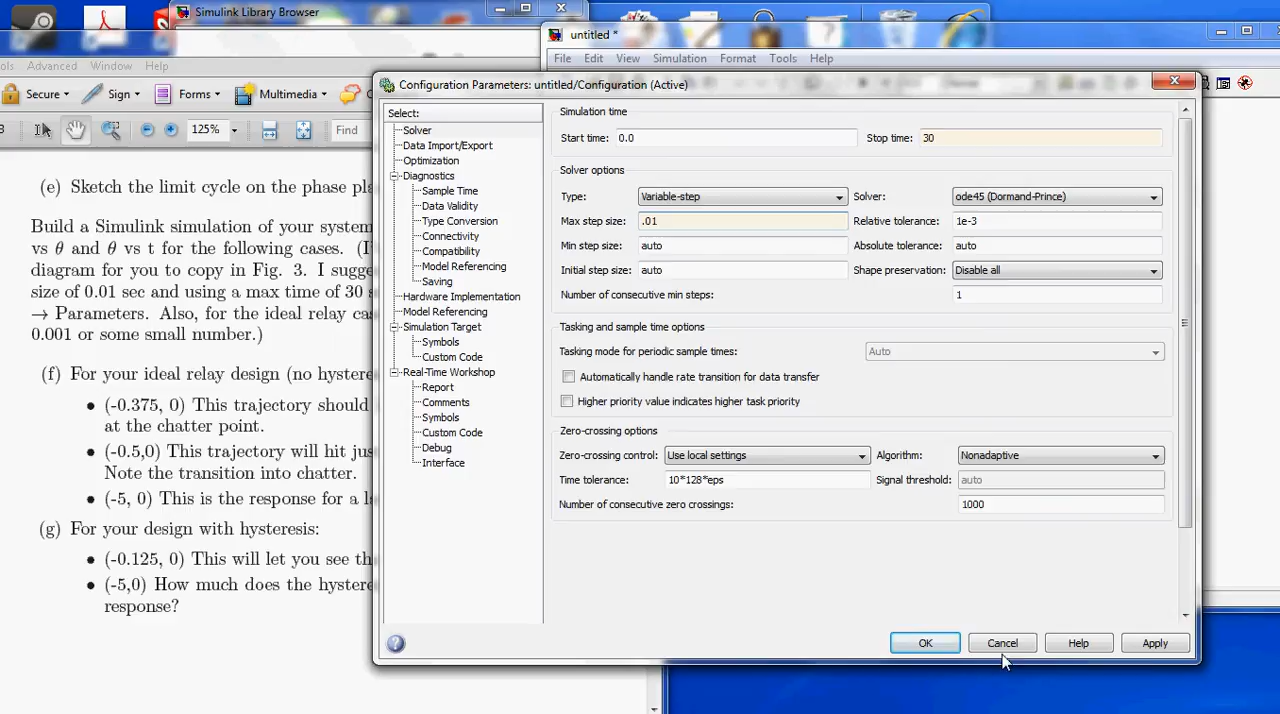 Simulink Library Browser
untitled *
File Edit View Simulation Format Tools Help
Advanced Window Help
Secure Sign Forms Multimedia
125% Find
(e) Sketch the limit cycle on the phase
Build a Simulink simulation of your system
vs θ and θ vs t for the following cases.
diagram for you to copy in Fig. 3. I
size of 0.01 sec and using a max time of 30
→ Parameters. Also, for the ideal relay
0.001 or some small number.)
(f) For your ideal relay design (no
• (-0.375, 0) This trajectory should
at the chatter point.
• (-0.5,0) This trajectory will hit
Note the transition into chatter.
• (-5, 0) This is the response for a
(g) For your design with hysteresis:
• (-0.125, 0) This will let you see
• (-5,0) How much does the
response?
Configuration Parameters: untitled/Configuration (Active)
Select:
Solver
Data Import/Export
Optimization
Diagnostics
Sample Time
Data Validity
Type Conversion
Connectivity
Compatibility
Model Referencing
Saving
Hardware Implementation
Model Referencing
Simulation Target
Symbols
Custom Code
Real-Time Workshop
Report
Comments
Symbols
Custom Code
Debug
Interface
Simulation time
Start time: 0.0 Stop time: 30
Solver options
Type: Variable-step Solver: ode45 (Dormand-Prince)
Max step size: .01 Relative tolerance: 1e-3
Min step size: auto Absolute tolerance: auto
Initial step size: auto Shape preservation: Disable all
Number of consecutive min steps: 1
Tasking and sample time options
Tasking mode for periodic sample times: Auto
Automatically handle rate transition for data transfer
Higher priority value indicates higher task priority
Zero-crossing options
Zero-crossing control: Use local settings Algorithm: Nonadaptive
Time tolerance: 10*128*eps Signal threshold: auto
Number of consecutive zero crossings: 1000
OK Cancel Help Apply